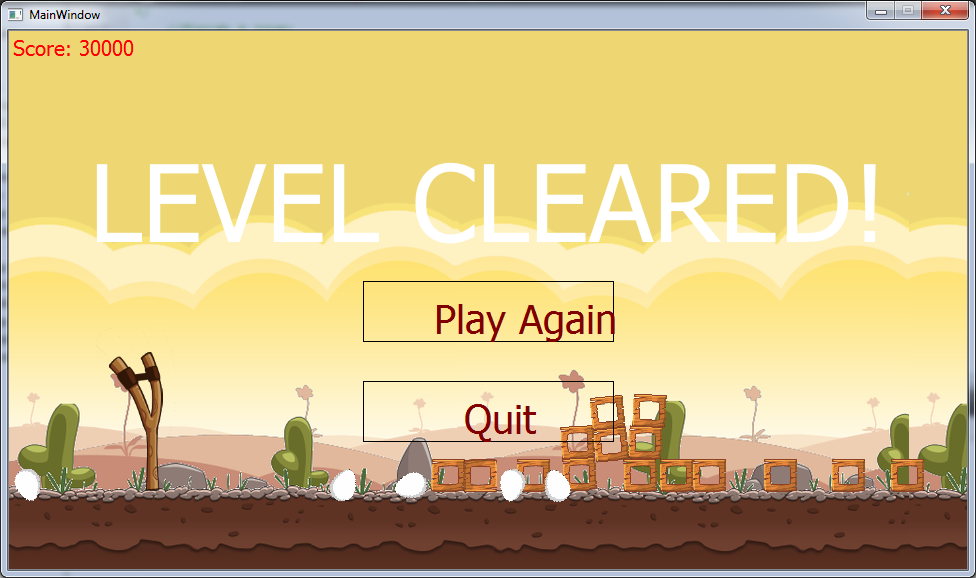 MainWindow
Score: 30000
LEVEL CLEARED!
Play Again
Quit